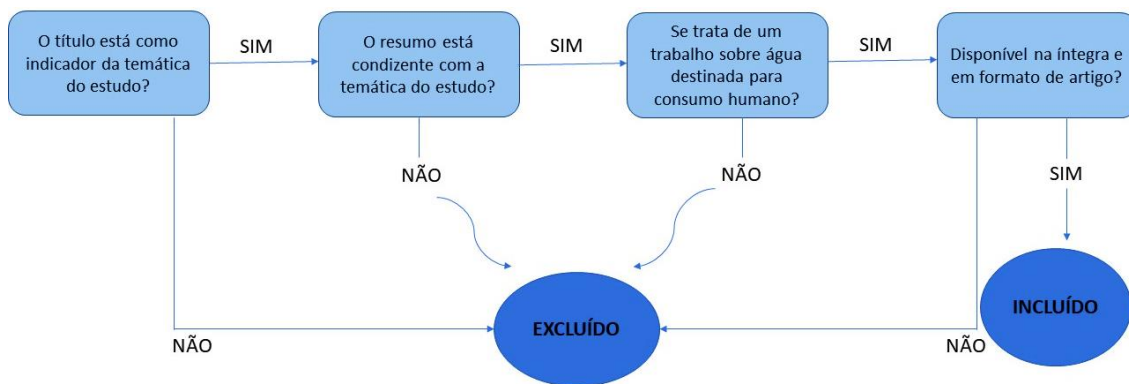 O título está como
indicador da temática
do estudo?
SIM
O resumo está
condizente com a
temática do estudo?
SIM
Se trata de um
trabalho sobre água
destinada para
consumo humano?
SIM
Disponível na íntegra e
em formato de artigo?
NÃO
NÃO
SIM
EXCLUÍDO
INCLUÍDO
NÃO
NÃO